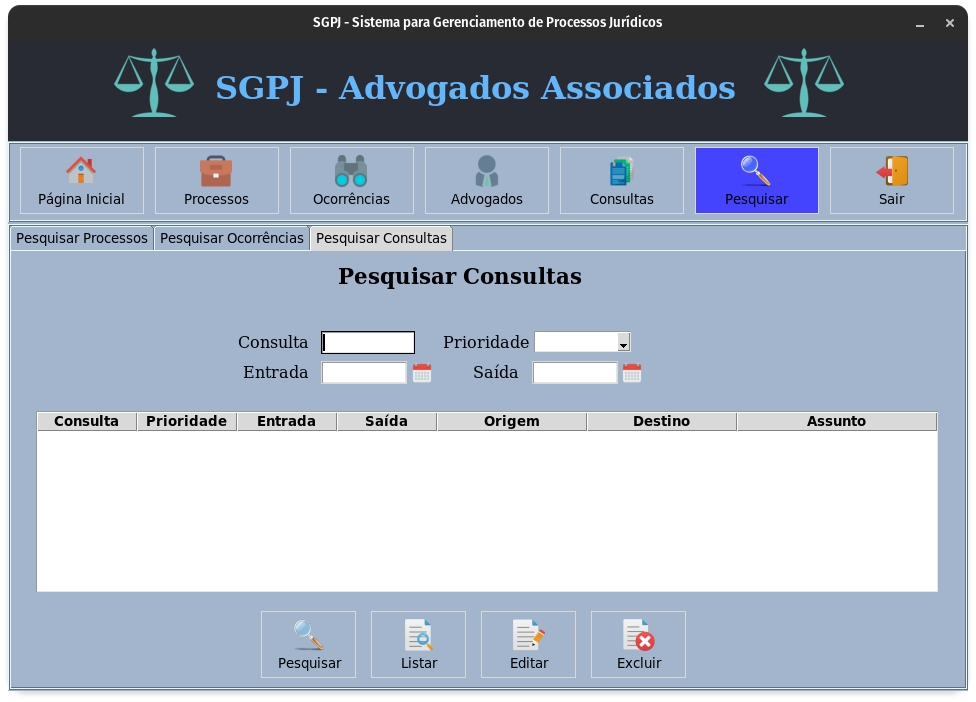 SGPJ - Sistema para Gerenciamento de Processos Jurídicos
SGPJ - Advogados Associados
Página Inicial Processos Ocorrências Advogados Consultas Pesquisar Sair
Pesquisar Processos Pesquisar Ocorrências Pesquisar Consultas
Pesquisar Consultas
Consulta Prioridade
Entrada Saída
Consulta Prioridade Entrada Saída Origem Destino Assunto
Pesquisar Listar Editar Excluir